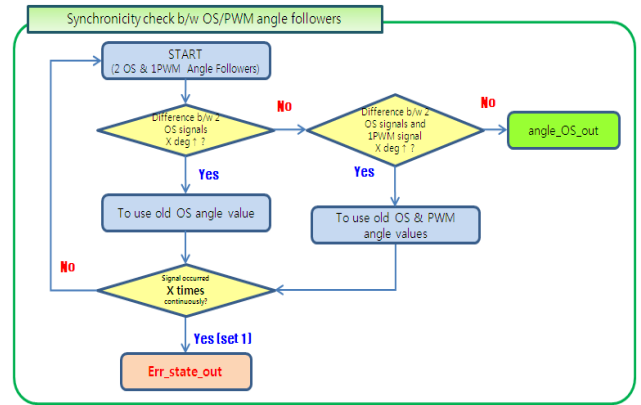 Synchronicity check b/w OS/PWM angle followers
START
(2 OS & 1PWM Angle Followers)
Difference b/w 2
OS signals
X deg ↑ ?
No
Difference b/w 2
OS signals and
1PWM signal
X deg ↑ ?
No
angle_OS_out
Yes
Yes
To use old OS angle value
To use old OS & PWM
angle values
No
Signal occurred
X times
continuously?
Yes (set 1)
Err_state_out